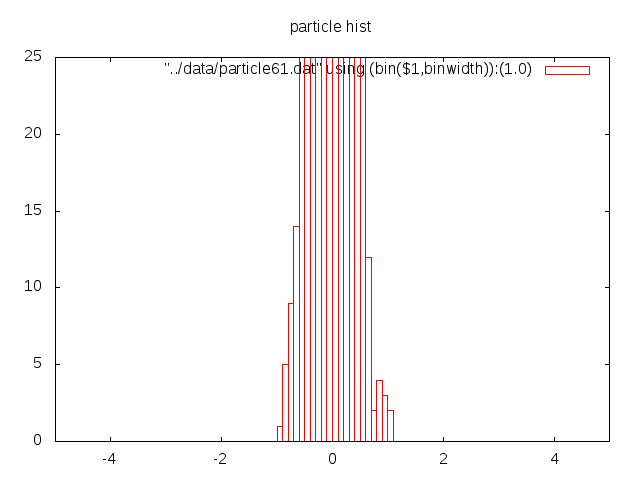 particle hist
25
"../data/particle61.dat" using (bin($1,binwidth)):(1.0)
20
15
10
5
0
-4 -2 0 2 4